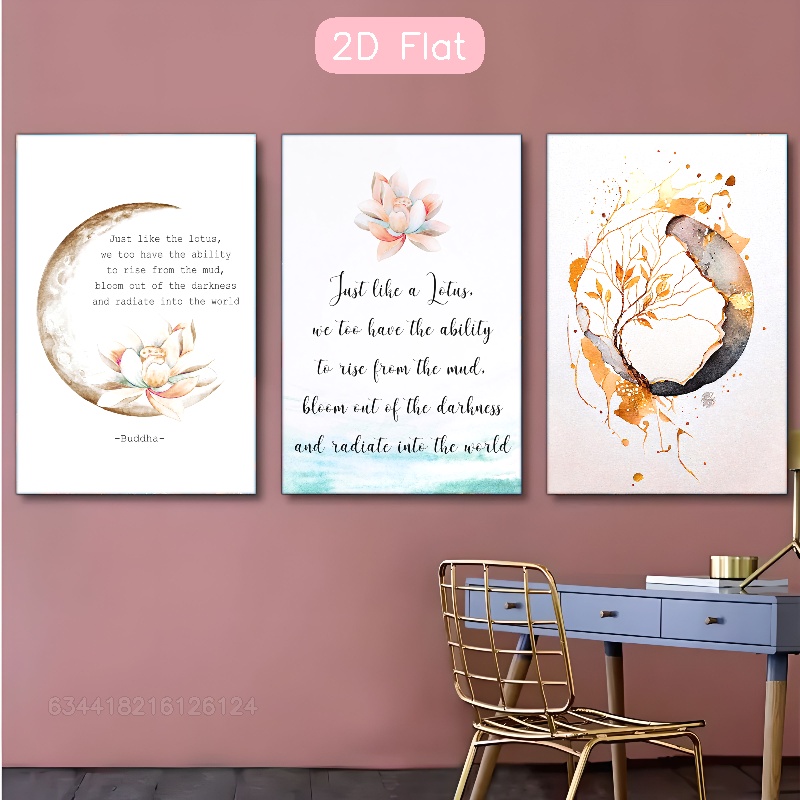 2D Flat
Just like the lotus,
we too have the ability
to rise from the mud,
bloom out of the darkness
and radiate into the world
-Buddha-
Just like a Lotus,
we too have the ability
to rise from the mud,
bloom out of the darkness
and radiate into the world
634418216126124